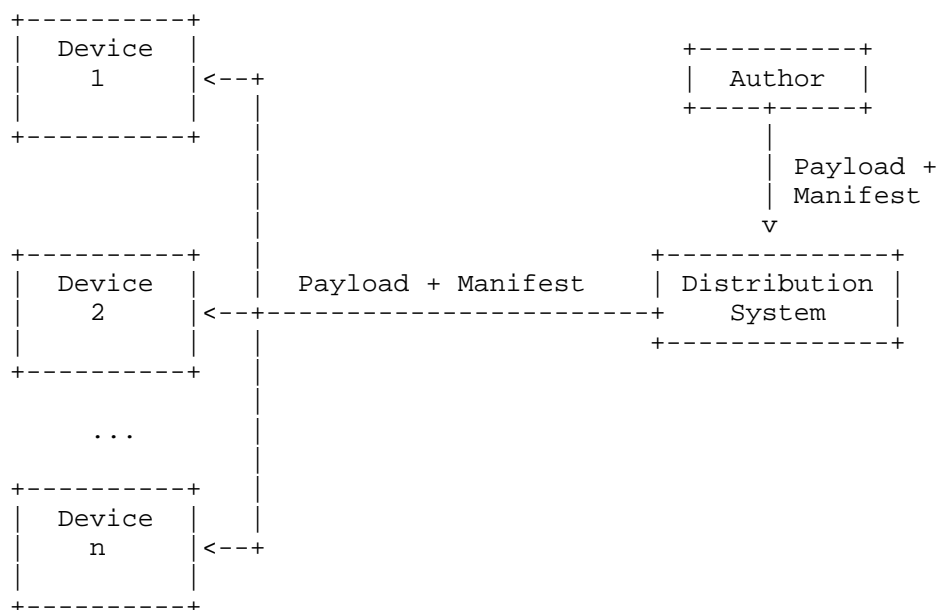 Device
1
Author
Payload +
Manifest
Device
2
Payload + Manifest
Distribution
System
...
Device
n